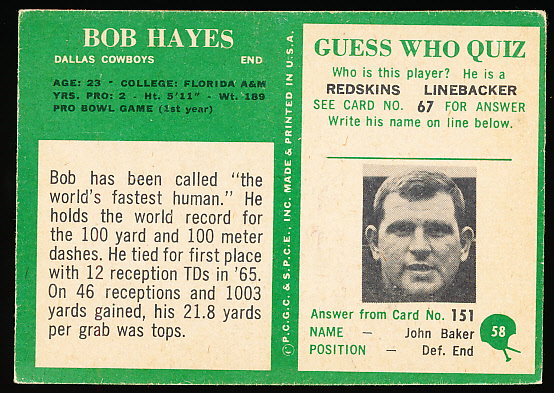 BOB HAYES
DALLAS COWBOYS END
AGE: 23 - COLLEGE: FLORIDA A&M
YRS. PRO: 2 - Ht. 5'11" - Wt. 189
PRO BOWL GAME (1st year)
Bob has been called "the
world's fastest human." He
holds the world record for
the 100 yard and 100 meter
dashes. He tied for first place
with 12 reception TDs in '65.
On 46 receptions and 1003
yards gained, his 21.8 yards
per grab was tops.
© P.C.G.C. & S.P.C.E., INC. MADE & PRINTED IN U.S.A.
GUESS WHO QUIZ
Who is this player? He is a
REDSKINS LINEBACKER
SEE CARD NO. 67 FOR ANSWER
Write his name on line below.
Answer from Card No. 151
NAME — John Baker
POSITION — Def. End
58